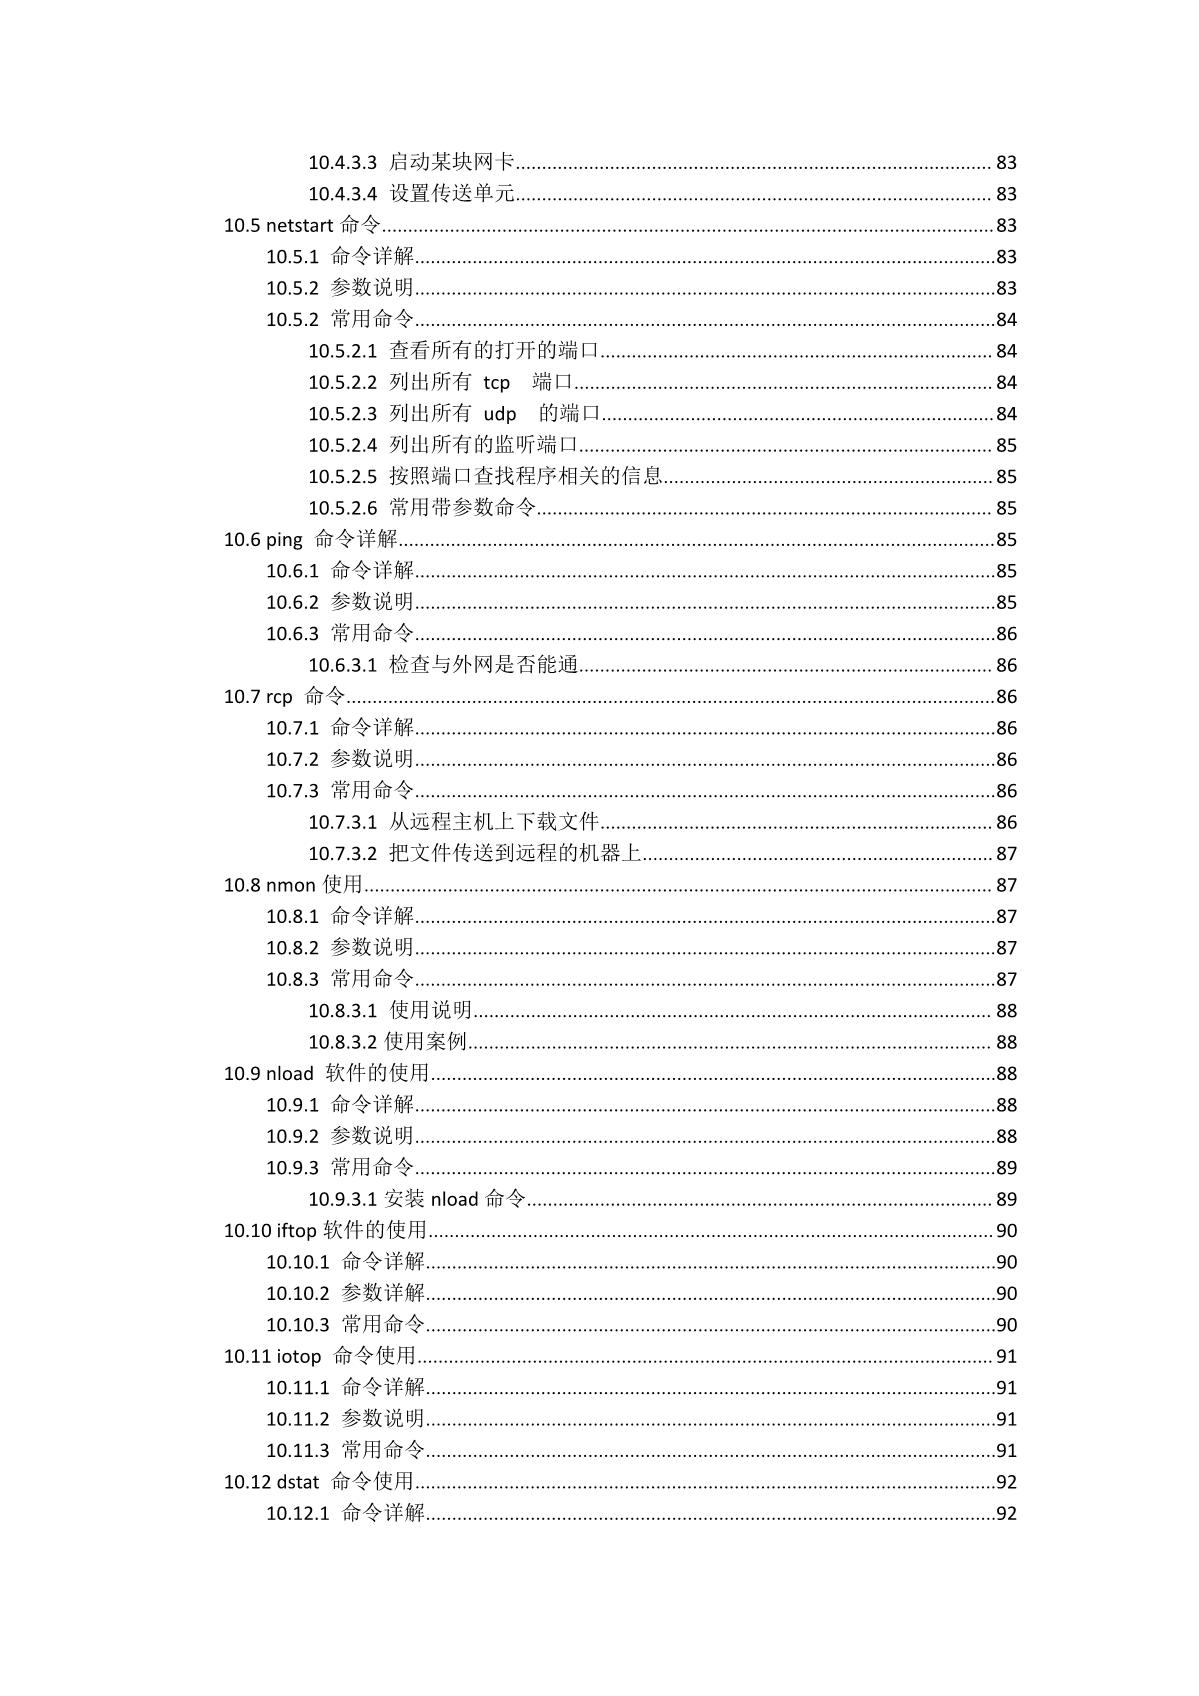 10.4.3.3 启动某块网卡........ 83
10.4.3.4 设置传送单元........ 83
10.5 netstart 命令........83
10.5.1 命令详解........83
10.5.2 参数说明........83
10.5.2 常用命令........84
10.5.2.1 查看所有的打开的端口........ 84
10.5.2.2 列出所有 tcp 端口........ 84
10.5.2.3 列出所有 udp 的端口........ 84
10.5.2.4 列出所有的监听端口........ 85
10.5.2.5 按照端口查找程序相关的信息........ 85
10.5.2.6 常用带参数命令........ 85
10.6 ping 命令详解........85
10.6.1 命令详解........85
10.6.2 参数说明........85
10.6.3 常用命令........86
10.6.3.1 检查与外网是否能通........ 86
10.7 rcp 命令........86
10.7.1 命令详解........86
10.7.2 参数说明........86
10.7.3 常用命令........86
10.7.3.1 从远程主机上下载文件........ 86
10.7.3.2 把文件传送到远程的机器上........ 87
10.8 nmon 使用........ 87
10.8.1 命令详解........87
10.8.2 参数说明........87
10.8.3 常用命令........87
10.8.3.1 使用说明........ 88
10.8.3.2 使用案例........ 88
10.9 nload 软件的使用........88
10.9.1 命令详解........88
10.9.2 参数说明........88
10.9.3 常用命令........89
10.9.3.1 安装 nload 命令........ 89
10.10 iftop 软件的使用........ 90
10.10.1 命令详解........90
10.10.2 参数详解........90
10.10.3 常用命令........90
10.11 iotop 命令使用........ 91
10.11.1 命令详解........91
10.11.2 参数说明........91
10.11.3 常用命令........91
10.12 dstat 命令使用........92
10.12.1 命令详解........92